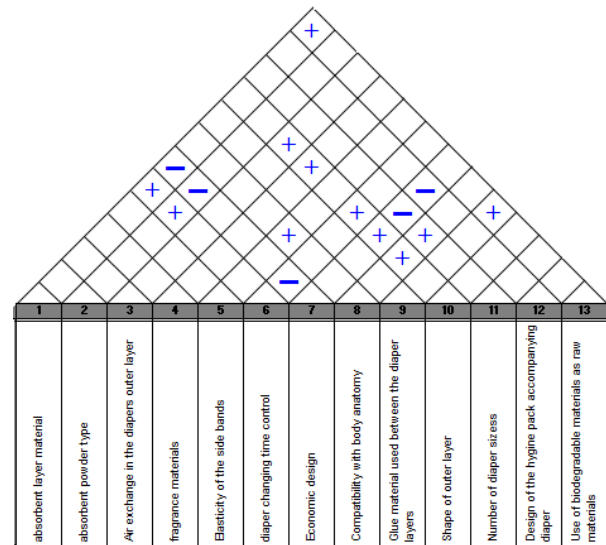 +
+
− +
+ − −
+ + − +
+ + +
+
−
1 2 3 4 5 6 7 8 9 10 11 12 13
absorbent layer material
absorbent powder type
Air exchange in the diapers outer layer
fragrance materials
Elasticity of the side bands
diaper changing time control
Economic design
Compatibility with body anatomy
Glue material used between the diaper
layers
Shape of outer layer
Number of diaper sizess
Design of the hygine pack accompanying
diaper
Use of biodegradable materials as raw
materials